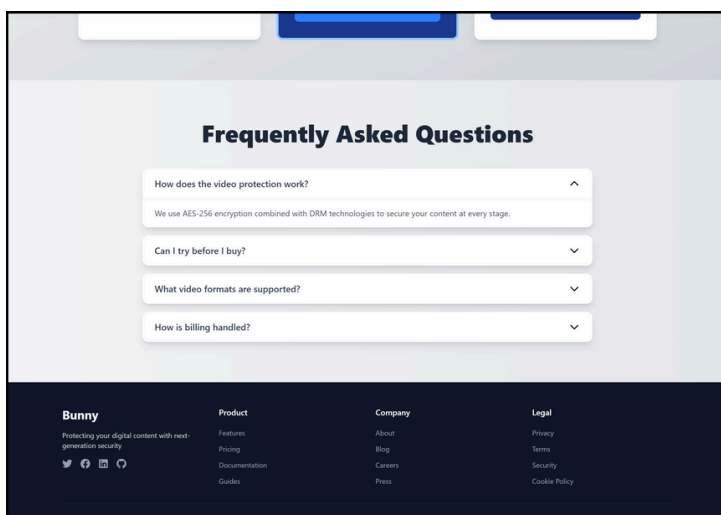 Frequently Asked Questions
How does the video protection work?
We use AES-256 encryption combined with DRM technologies to secure your content at every stage.
Can I try before I buy?
What video formats are supported?
How is billing handled?
Bunny
Protecting your digital content with next-
generation security
Product
Features
Pricing
Documentation
Guides
Company
About
Blog
Careers
Press
Legal
Privacy
Terms
Security
Cookie Policy